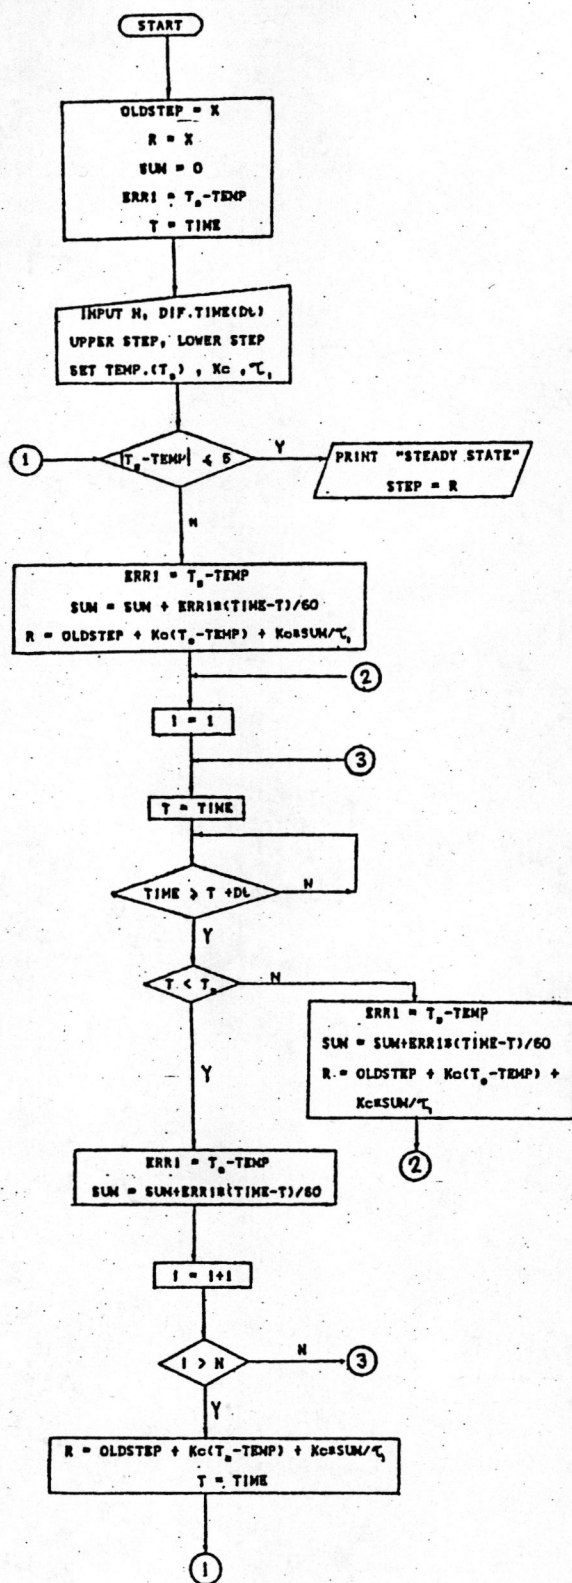 START
OLDSTEP = X
R = X
SUM = 0
ERR1 = Tₛ-TEMP
T = TIME
INPUT N, DIF.TIME(Dt)
UPPER STEP, LOWER STEP
SET TEMP.(Tₛ) , Kc , τ₁
1
|Tₛ-TEMP| ≤ 5
Y
PRINT "STEADY STATE"
STEP = R
N
ERR1 = Tₛ-TEMP
SUM = SUM + ERR1*(TIME-T)/60
R = OLDSTEP + Kc(Tₛ-TEMP) + Kc*SUM/τ₁
2
I = 1
3
T = TIME
TIME ≥ T +Dt
N
Y
T < Tₛ
N
ERR1 = Tₛ-TEMP
SUM = SUM+ERR1*(TIME-T)/60
R = OLDSTEP + Kc(Tₛ-TEMP) +
Kc*SUM/τ₁
2
Y
ERR1 = Tₛ-TEMP
SUM = SUM+ERR1*(TIME-T)/60
I = I+1
I > N
N
3
Y
R = OLDSTEP + Kc(Tₛ-TEMP) + Kc*SUM/τ₁
T = TIME
1